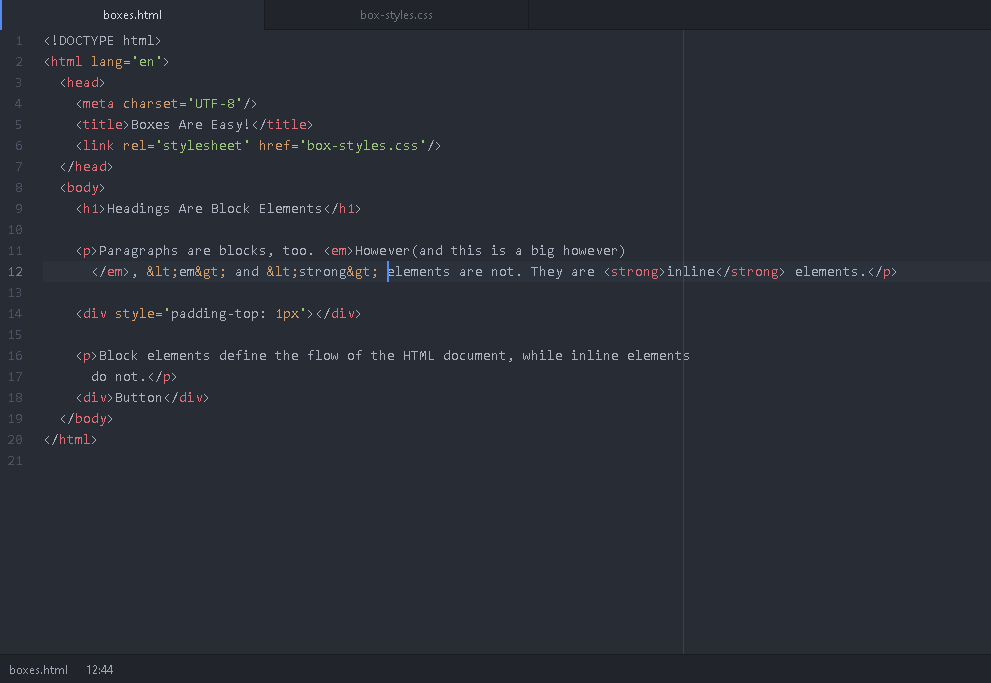 boxes.html
box-styles.css
1 <!DOCTYPE html>
2 <html lang='en'>
3 <head>
4 <meta charset='UTF-8'/>
5 <title>Boxes Are Easy!</title>
6 <link rel='stylesheet' href='box-styles.css'/>
7 </head>
8 <body>
9 <h1>Headings Are Block Elements</h1>
10
11 <p>Paragraphs are blocks, too. <em>However(and this is a big however)
12 </em>, &lt;em&gt; and &lt;strong&gt; elements are not. They are <strong>inline</strong> elements.</p>
13
14 <div style='padding-top: 1px'></div>
15
16 <p>Block elements define the flow of the HTML document, while inline elements
17 do not.</p>
18 <div>Button</div>
19 </body>
20 </html>
21
boxes.html 12:44